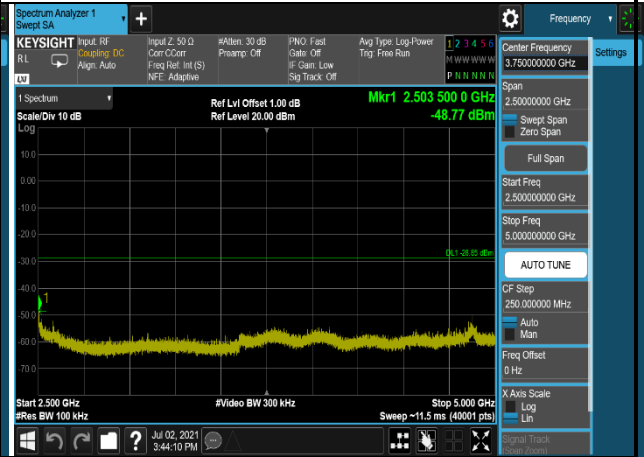 Spectrum Analyzer 1
Swept SA
+
Frequency
KEYSIGHT
Input: RF
Input Z: 50 Ω
#Atten: 30 dB
PNO: Fast
Avg Type: Log-Power
1 2 3 4 5 6
R L
Coupling: DC
Corr CCorr
Preamp: Off
Gate: Off
Trig: Free Run
M W W W W W
Align: Auto
Freq Ref: Int (S)
IF Gain: Low
P N N N N N
LXI
NFE: Adaptive
Sig Track: Off
Center Frequency
3.750000000 GHz
Settings
Span
2.50000000 GHz
Swept Span
Zero Span
Full Span
Start Freq
2.500000000 GHz
Stop Freq
5.000000000 GHz
AUTO TUNE
CF Step
250.000000 MHz
Auto
Man
Freq Offset
0 Hz
X Axis Scale
Log
Lin
Signal Track
(Span Zoom)
1 Spectrum
Ref Lvl Offset 1.00 dB
Mkr1 2.503 500 0 GHz
Scale/Div 10 dB
Ref Level 20.00 dBm
-48.77 dBm
Log
10.0
0.00
-10.0
-20.0
DL1 -28.85 dBm
-30.0
-40.0
1
-50.0
-60.0
-70.0
Start 2.500 GHz
#Video BW 300 kHz
Stop 5.000 GHz
#Res BW 100 kHz
Sweep ~11.5 ms (40001 pts)
?
Jul 02, 2021
3:44:10 PM